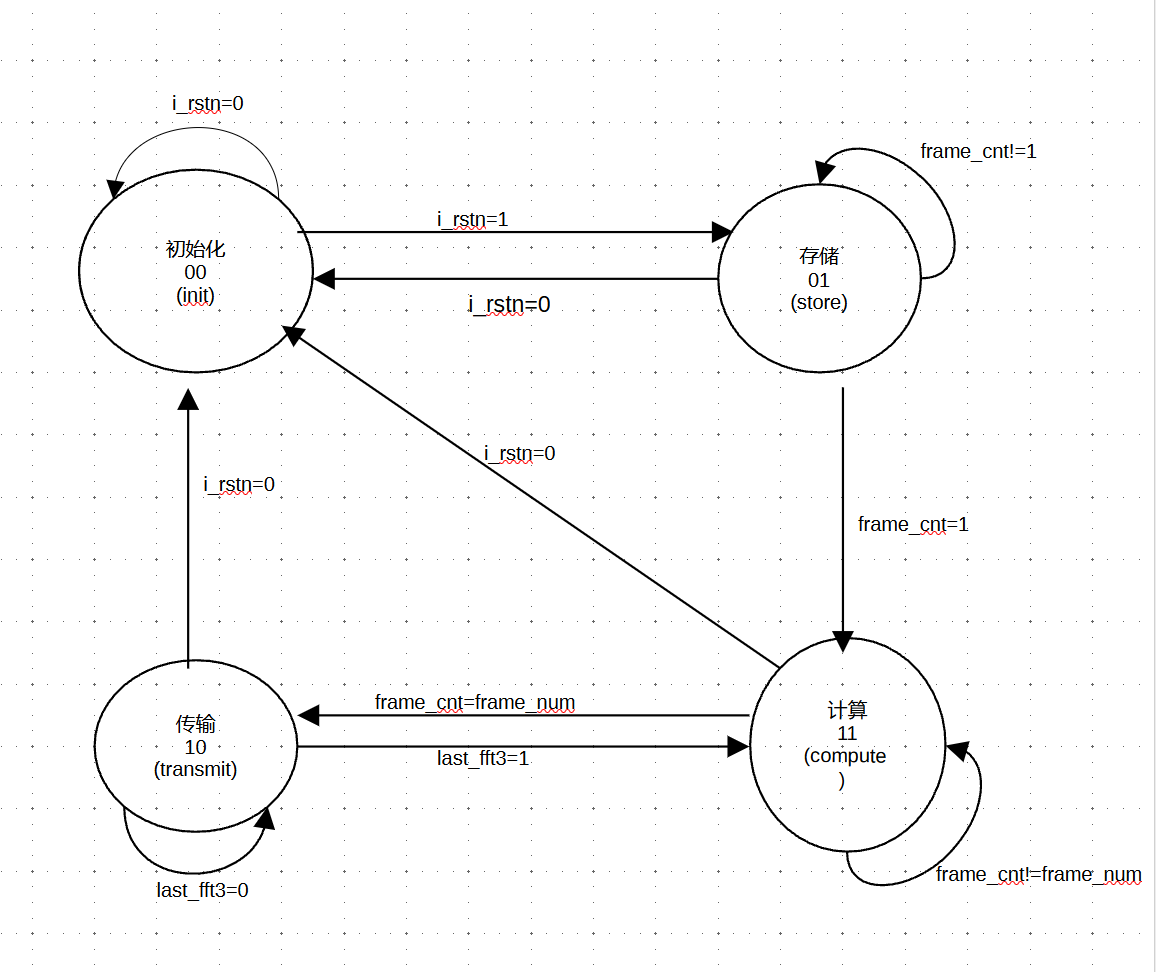 i_rstn=0
frame_cnt!=1
i_rstn=1
初始化
00
(init)
存储
01
(store)
i_rstn=0
i_rstn=0
i_rstn=0
frame_cnt=1
frame_cnt=frame_num
last_fft3=1
传输
10
(transmit)
计算
11
(compute
)
last_fft3=0
frame_cnt!=frame_num